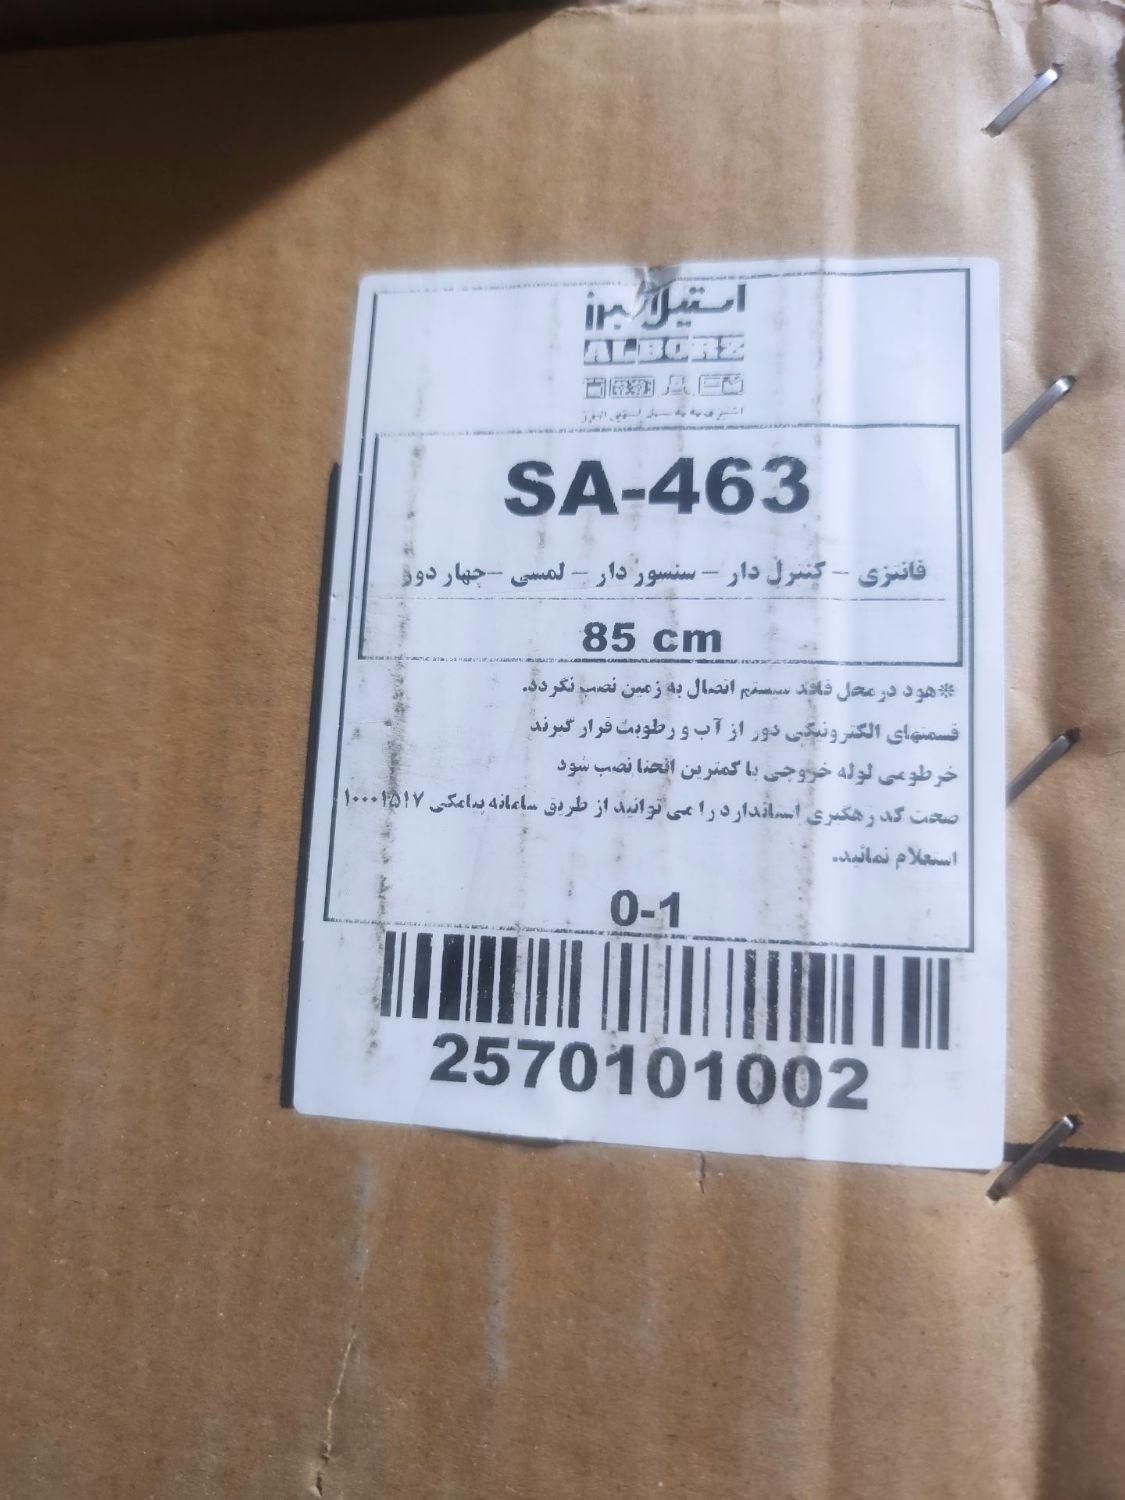 استیل البرز
ALBORZ
SA-463
فانتزی - کنترل دار - سنسور دار - لمسی - چهار دور
85 cm
*هود در محل فاقد سیستم اتصال به زمین نصب نگردد.
قسمتهای الکترونیکی دور از آب و رطوبت قرار گیرند
خرطومی لوله خروجی با کمترین انحنا نصب شود
صحت کد رهگیری استاندارد را می توانید از طریق سامانه پیامکی ۱۰۰۰۱۵۱۷
استعلام نمائید.
0-1
2570101002